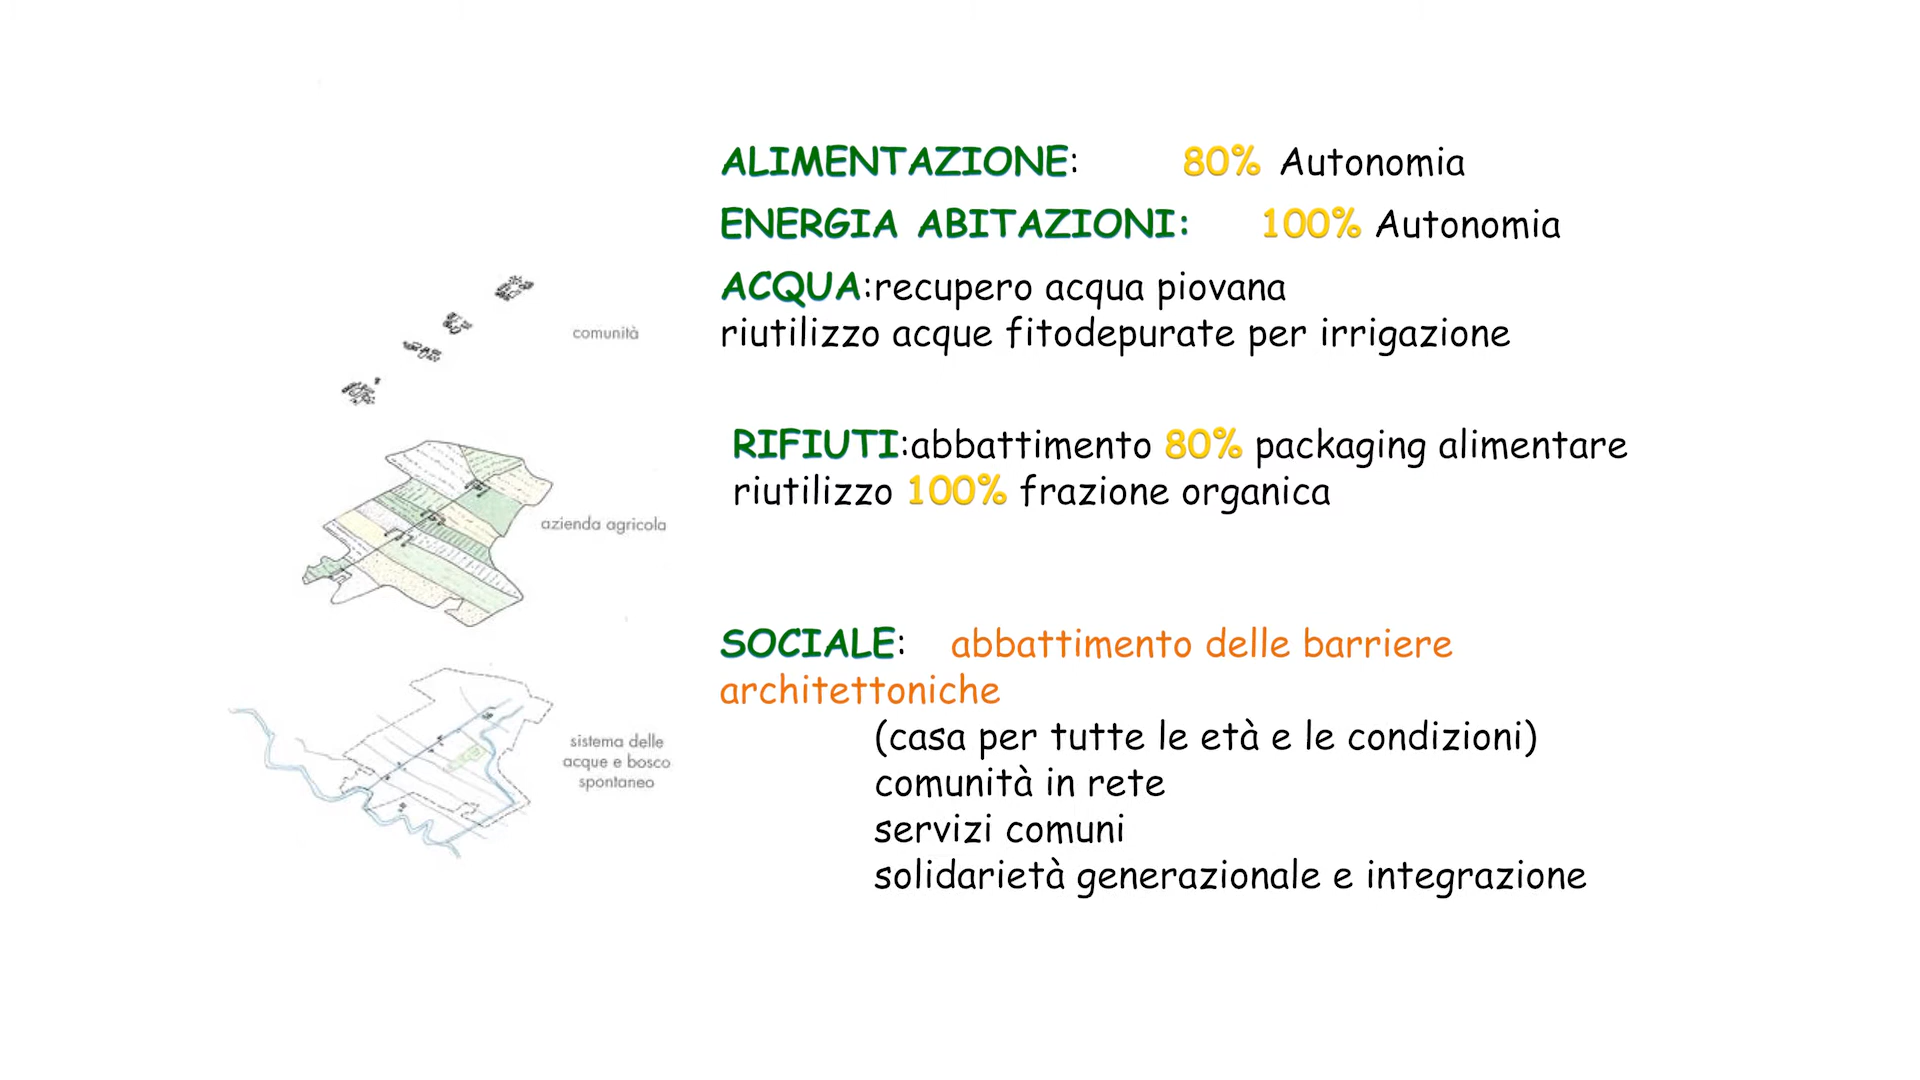 ALIMENTAZIONE: 80% Autonomia
ENERGIA ABITAZIONI: 100% Autonomia
ACQUA:recupero acqua piovana
riutilizzo acque fitodepurate per irrigazione
RIFIUTI:abbattimento 80% packaging alimentare
riutilizzo 100% frazione organica
SOCIALE: abbattimento delle barriere
architettoniche
(casa per tutte le età e le condizioni)
comunità in rete
servizi comuni
solidarietà generazionale e integrazione
comunità
azienda agricola
sistema delle
acque e bosco
spontaneo